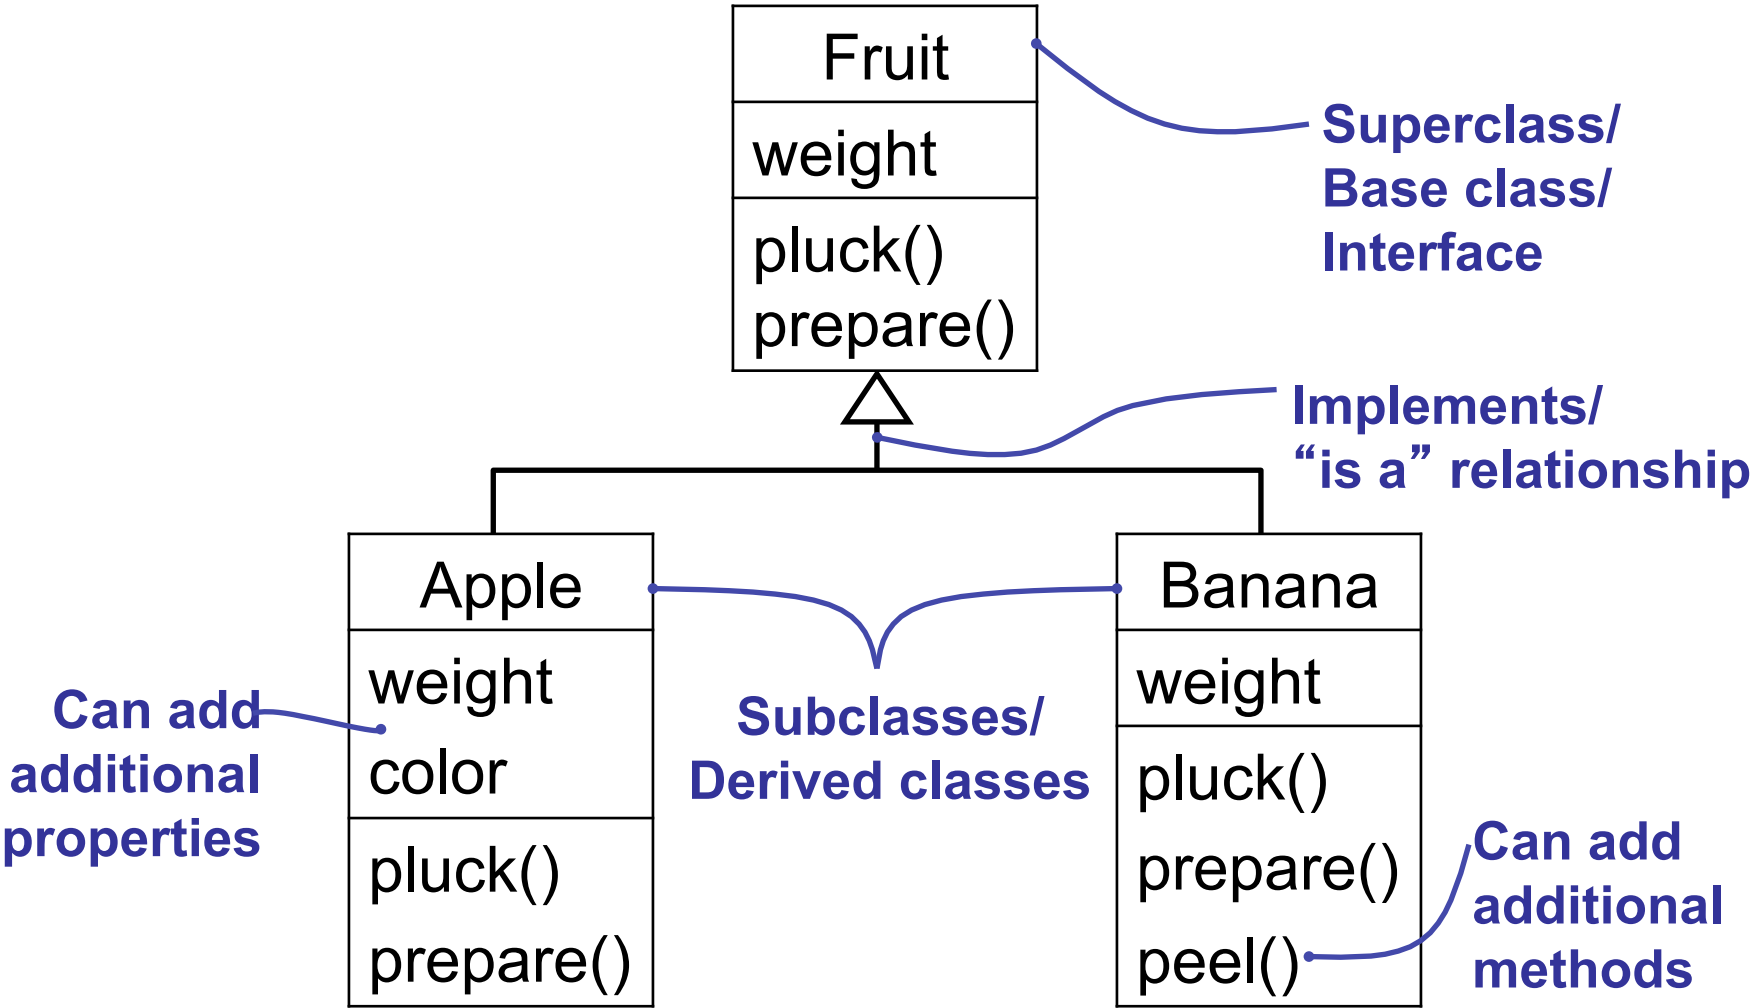 Fruit
weight
pluck()
prepare()
Superclass/
Base class/
Interface
Implements/
“is a” relationship
Apple
weight
color
pluck()
prepare()
Can add
additional
properties
Subclasses/
Derived classes
Banana
weight
pluck()
prepare()
peel()
Can add
additional
methods